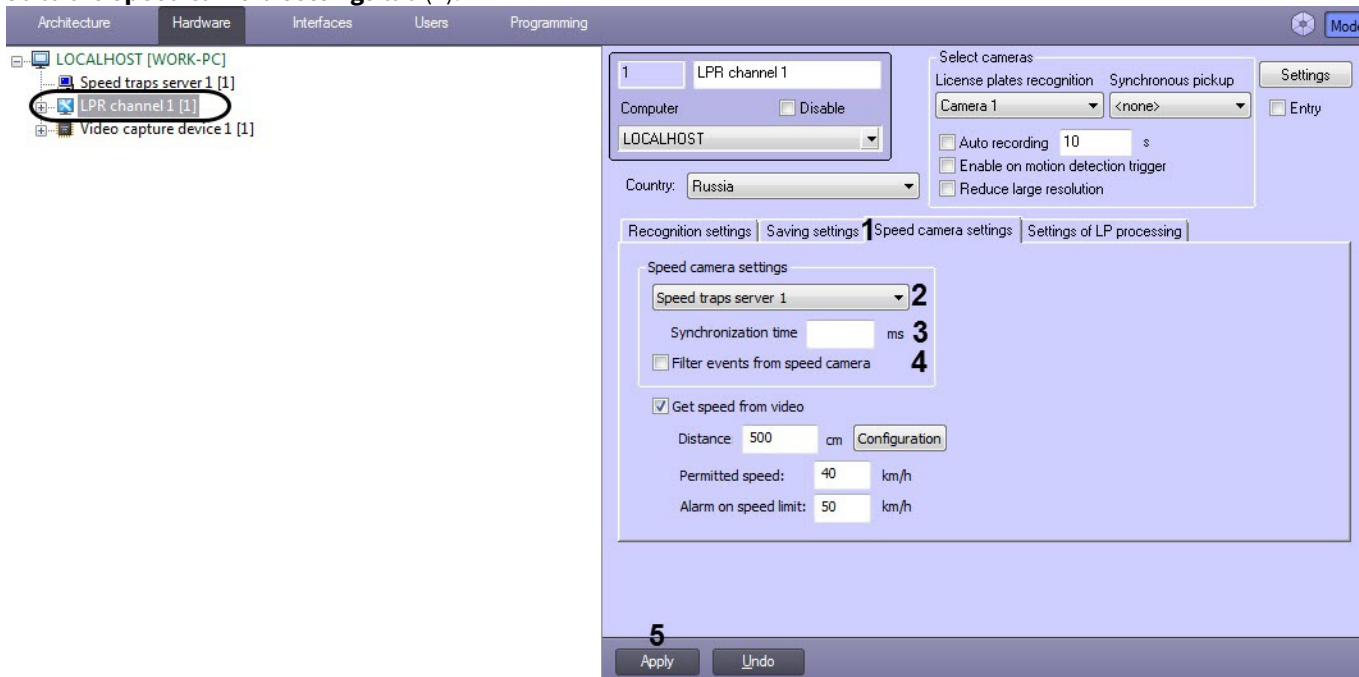 Architecture Hardware Interfaces Users Programming
LOCALHOST [WORK-PC]
Speed traps server 1 [1]
LPR channel 1 [1]
Video capture device 1 [1]
1 LPR channel 1
Computer Disable
LOCALHOST
Country: Russia
Select cameras
License plates recognition Synchronous pickup Settings
Camera 1 <none> Entry
Auto recording 10 s
Enable on motion detection trigger
Reduce large resolution
Recognition settings Saving settings 1 Speed camera settings Settings of LP processing
Speed camera settings
Speed traps server 1 2
Synchronization time ms 3
Filter events from speed camera 4
Get speed from video
Distance 500 cm Configuration
Permitted speed: 40 km/h
Alarm on speed limit: 50 km/h
5
Apply Undo